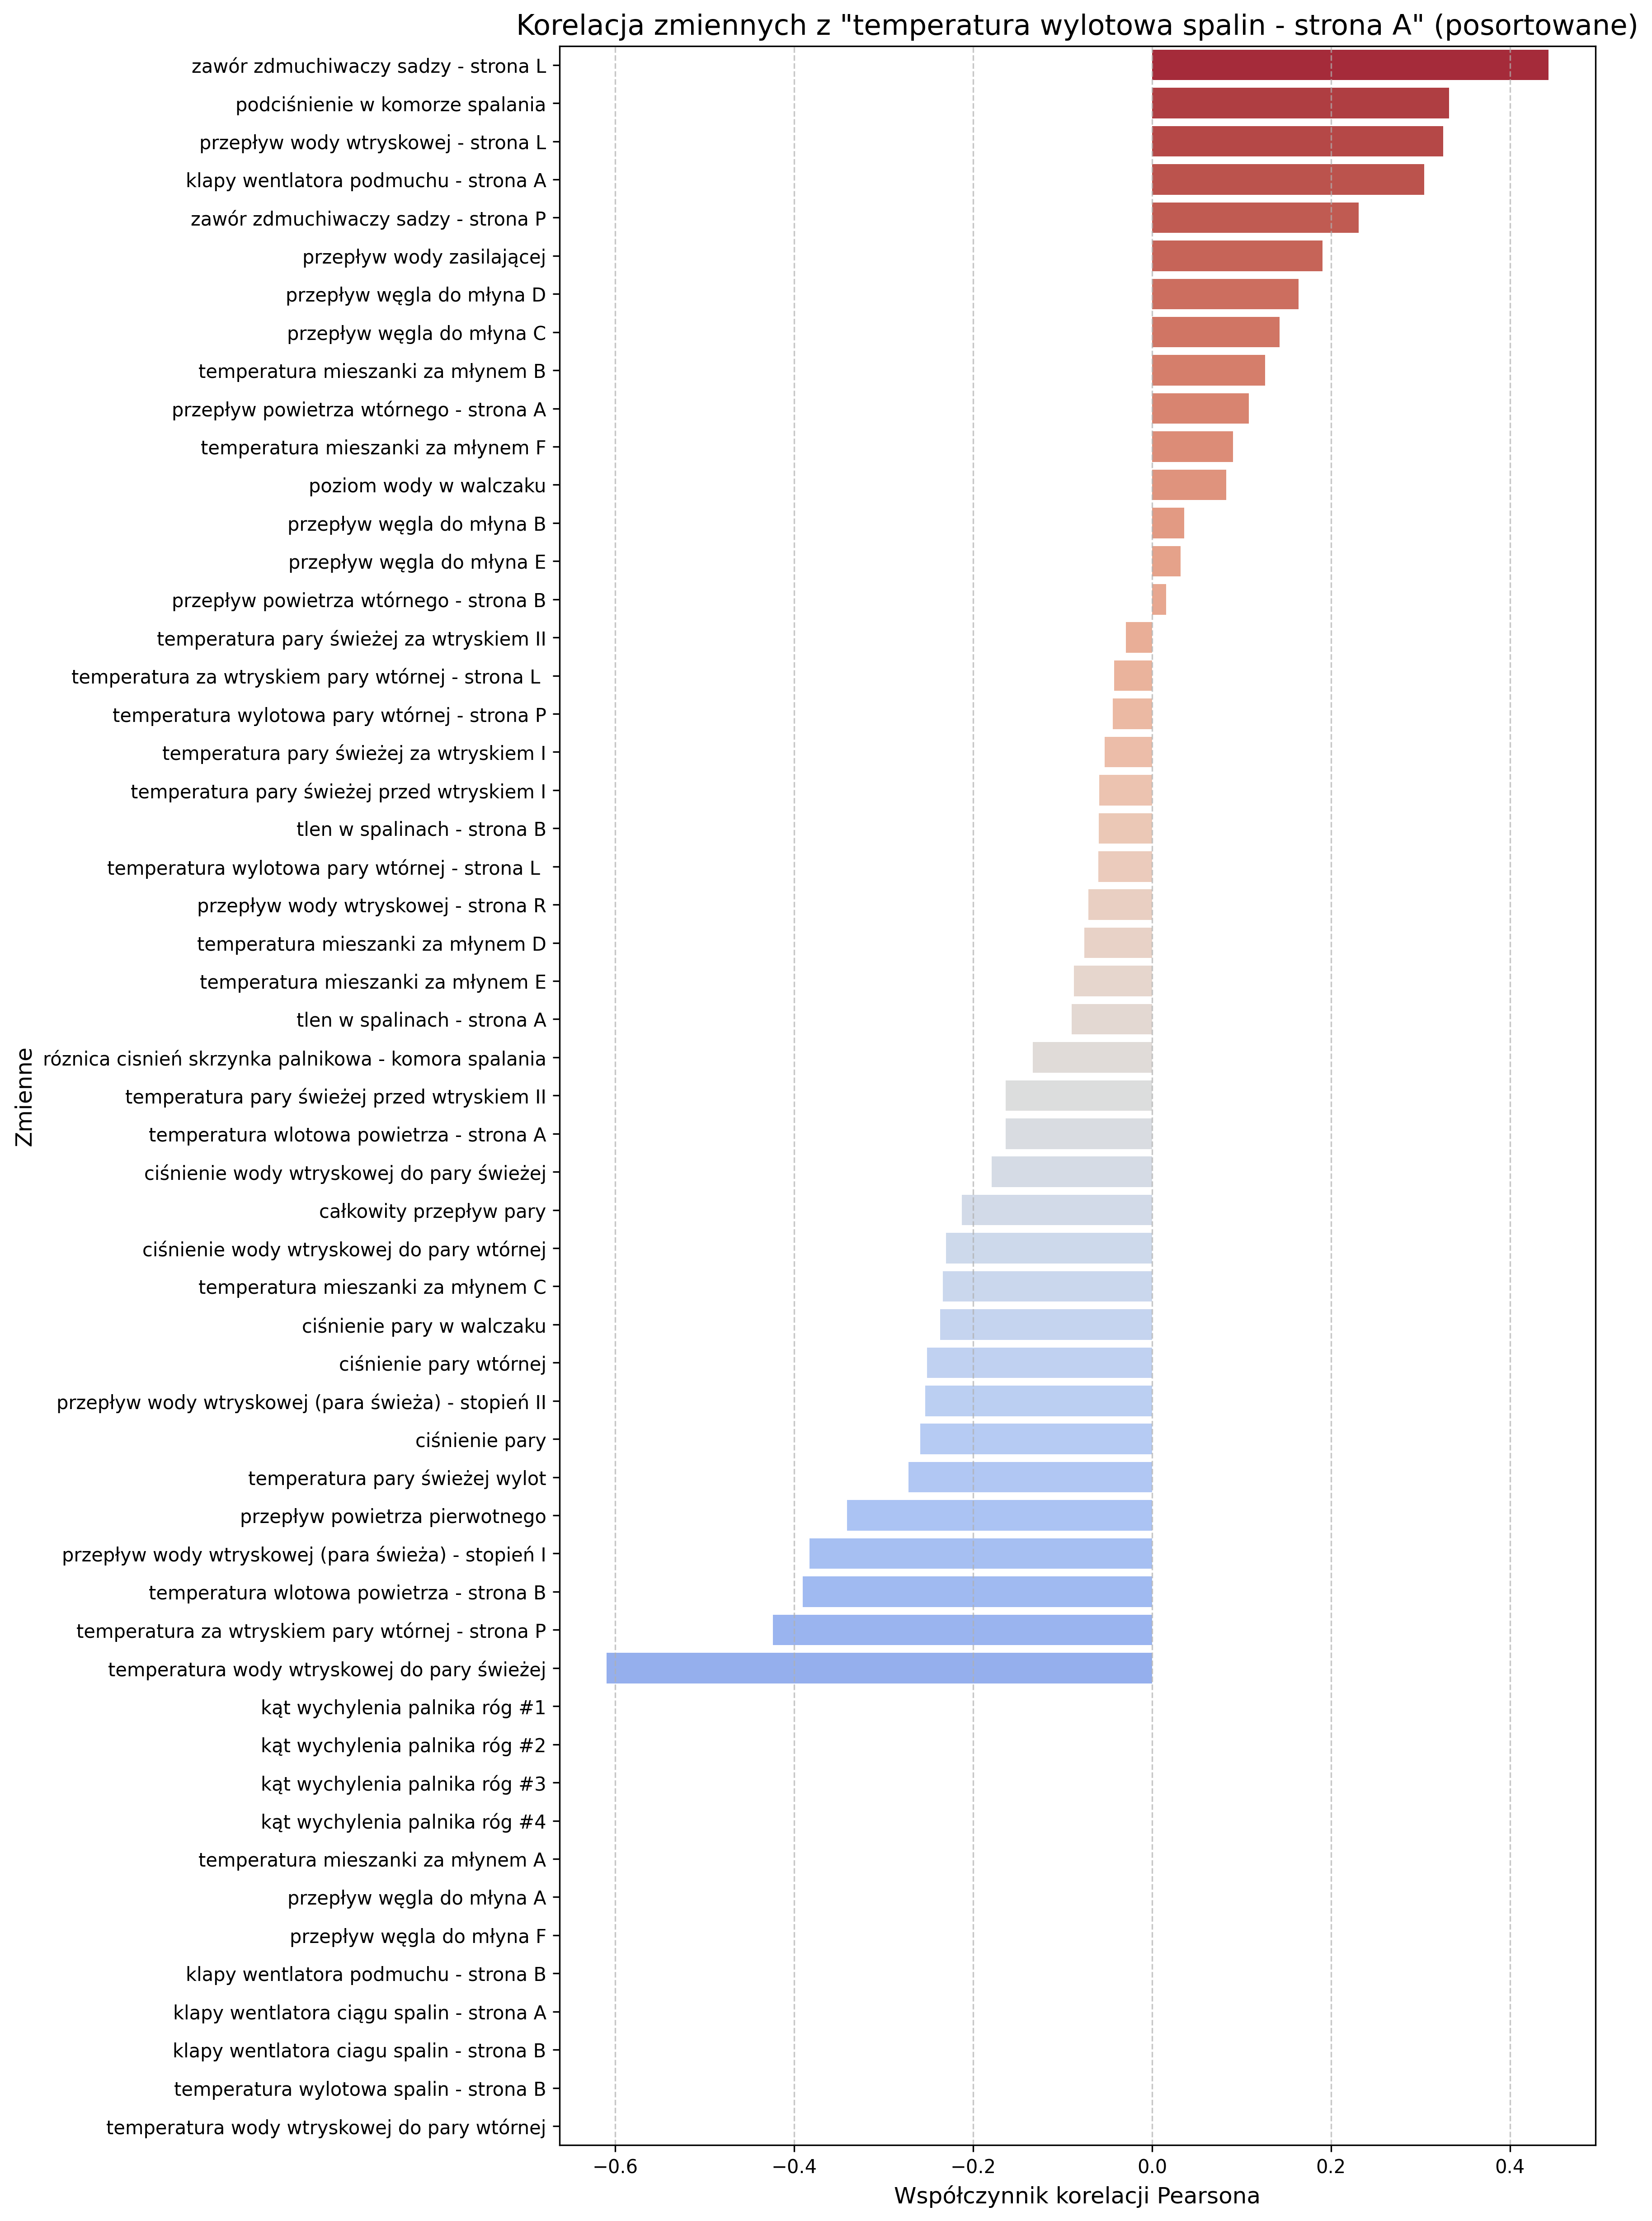 Korelacja zmiennych z "temperatura wylotowa spalin - strona A" (posortowane)
zawór zdmuchiwaczy sadzy - strona L
podciśnienie w komorze spalania
przepływ wody wtryskowej - strona L
klapy wentlatora podmuchu - strona A
zawór zdmuchiwaczy sadzy - strona P
przepływ wody zasilającej
przepływ węgla do młyna D
przepływ węgla do młyna C
temperatura mieszanki za młynem B
przepływ powietrza wtórnego - strona A
temperatura mieszanki za młynem F
poziom wody w walczaku
przepływ węgla do młyna B
przepływ węgla do młyna E
przepływ powietrza wtórnego - strona B
temperatura pary świeżej za wtryskiem II
temperatura za wtryskiem pary wtórnej - strona L
temperatura wylotowa pary wtórnej - strona P
temperatura pary świeżej za wtryskiem I
temperatura pary świeżej przed wtryskiem I
tlen w spalinach - strona B
temperatura wylotowa pary wtórnej - strona L
przepływ wody wtryskowej - strona R
temperatura mieszanki za młynem D
temperatura mieszanki za młynem E
tlen w spalinach - strona A
róznica cisnień skrzynka palnikowa - komora spalania
temperatura pary świeżej przed wtryskiem II
temperatura wlotowa powietrza - strona A
ciśnienie wody wtryskowej do pary świeżej
całkowity przepływ pary
ciśnienie wody wtryskowej do pary wtórnej
temperatura mieszanki za młynem C
ciśnienie pary w walczaku
ciśnienie pary wtórnej
przepływ wody wtryskowej (para świeża) - stopień II
ciśnienie pary
temperatura pary świeżej wylot
przepływ powietrza pierwotnego
przepływ wody wtryskowej (para świeża) - stopień I
temperatura wlotowa powietrza - strona B
temperatura za wtryskiem pary wtórnej - strona P
temperatura wody wtryskowej do pary świeżej
kąt wychylenia palnika róg #1
kąt wychylenia palnika róg #2
kąt wychylenia palnika róg #3
kąt wychylenia palnika róg #4
temperatura mieszanki za młynem A
przepływ węgla do młyna A
przepływ węgla do młyna F
klapy wentlatora podmuchu - strona B
klapy wentlatora ciągu spalin - strona A
klapy wentlatora ciagu spalin - strona B
temperatura wylotowa spalin - strona B
temperatura wody wtryskowej do pary wtórnej
Zmienne
−0.6 −0.4 −0.2 0.0 0.2 0.4
Współczynnik korelacji Pearsona